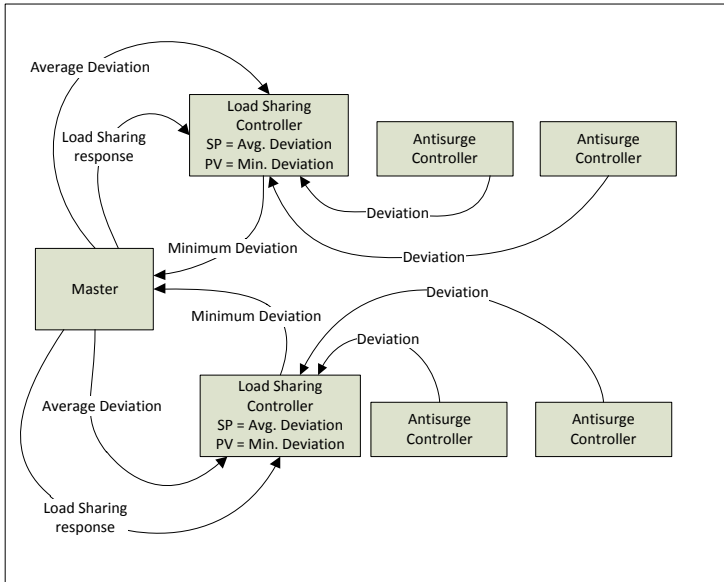 Average Deviation
Load Sharing
response
Load Sharing
Controller
SP = Avg. Deviation
PV = Min. Deviation
Antisurge
Controller
Antisurge
Controller
Deviation
Deviation
Minimum Deviation
Master
Minimum Deviation
Deviation
Deviation
Average Deviation
Load Sharing
Controller
SP = Avg. Deviation
PV = Min. Deviation
Antisurge
Controller
Antisurge
Controller
Load Sharing
response